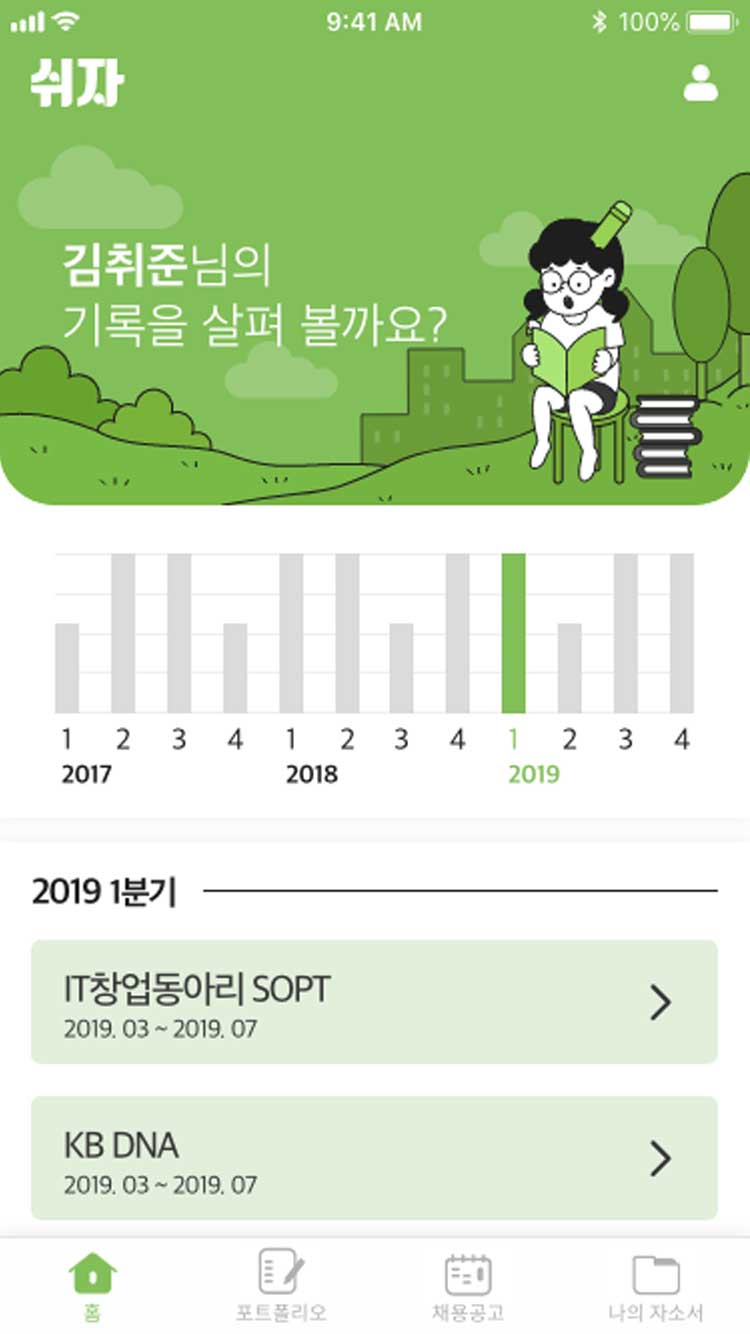 9:41 AM
100%
쉬자
김취준님의
기록을 살펴 볼까요?
1 2 3 4 1 2 3 4 1 2 3 4
2017 2018 2019
2019 1분기
IT창업동아리 SOPT
2019. 03 ~ 2019. 07
KB DNA
2019. 03 ~ 2019. 07
홈 포트폴리오 채용공고 나의 자소서